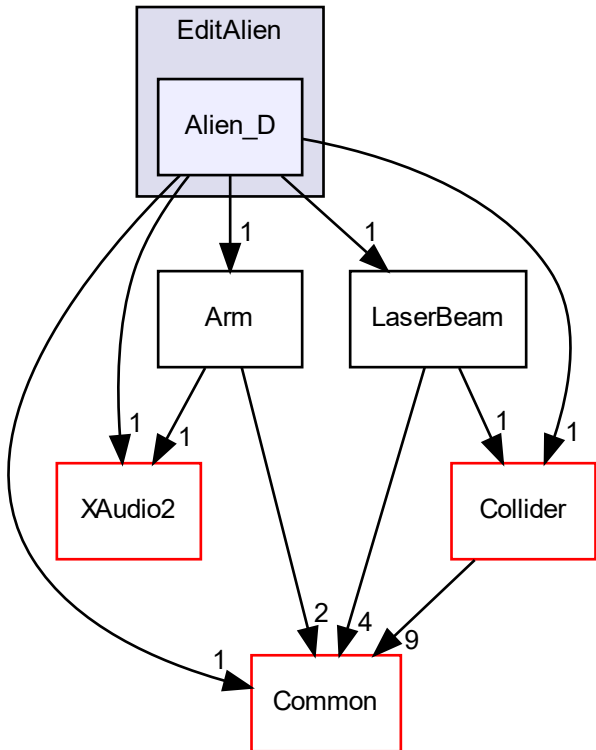 EditAlien
Alien_D
1
1
Arm
LaserBeam
1
1
1
1
XAudio2
Collider
2
4
9
1
Common